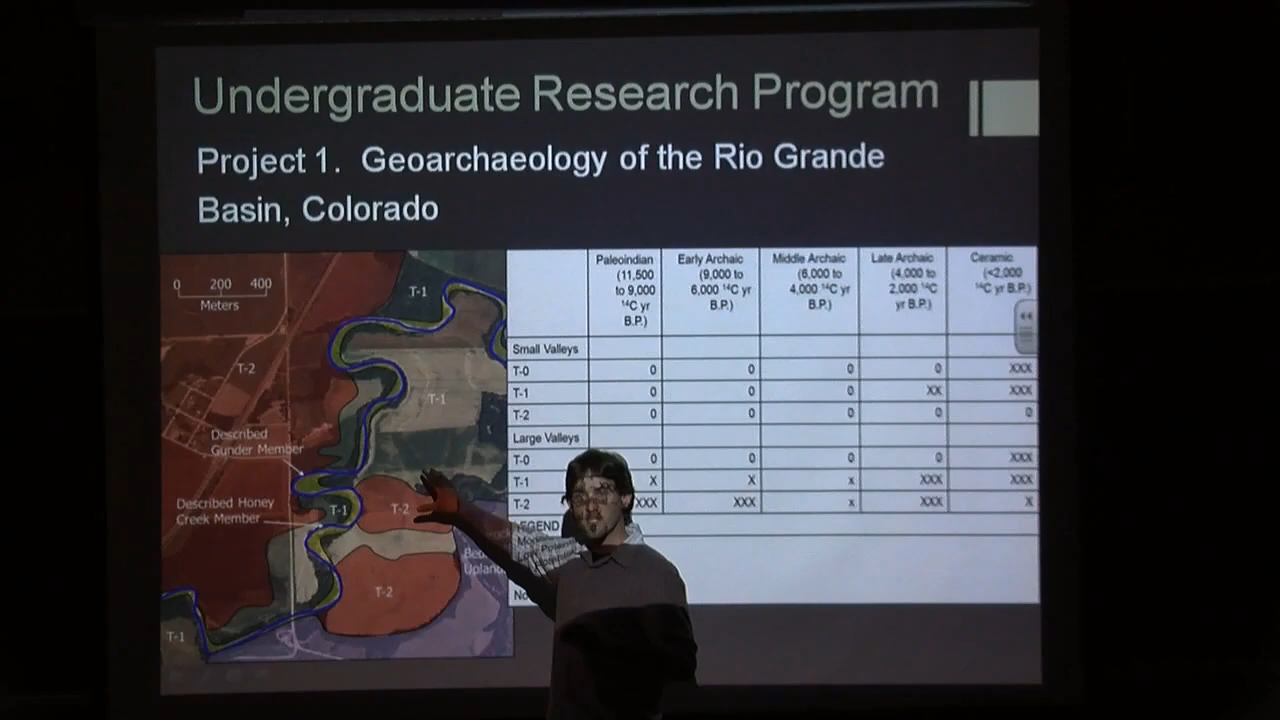 Undergraduate Research Program
Project 1. Geoarchaeology of the Rio Grande
Basin, Colorado
0 200 400
Meters
T-1
T-2
T-1
Described
Gunder Member
Described Honey
Creek Member
T-1
T-2
T-2
T-1
Upland
Paleoindian
(11,500
to 9,000
¹⁴C yr
B.P.)
Early Archaic
(9,000 to
6,000 ¹⁴C yr
B.P.)
Middle Archaic
(6,000 to
4,000 ¹⁴C yr
B.P.)
Late Archaic
(4,000 to
2,000 ¹⁴C
yr B.P.)
Ceramic
(<2,000
¹⁴C yr B.P.)
Small Valleys
T-0 0 0 0 0 XXX
T-1 0 0 0 XX XXX
T-2 0 0 0 0 0
Large Valleys
T-0 0 0 0 0 XXX
T-1 X X x XXX XXX
T-2 XXX XXX x XXX X
LEGEND